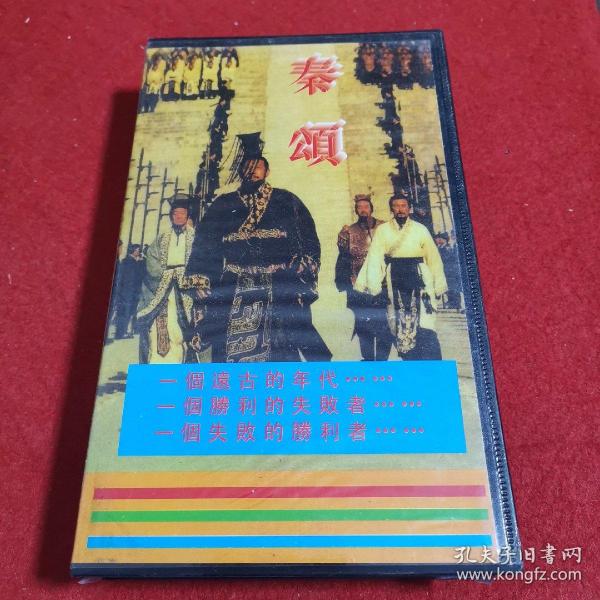 秦
頌
一個遠古的年代……
一個勝利的失敗者……
一個失敗的勝利者……
孔夫子旧書网
www.kongfz.com